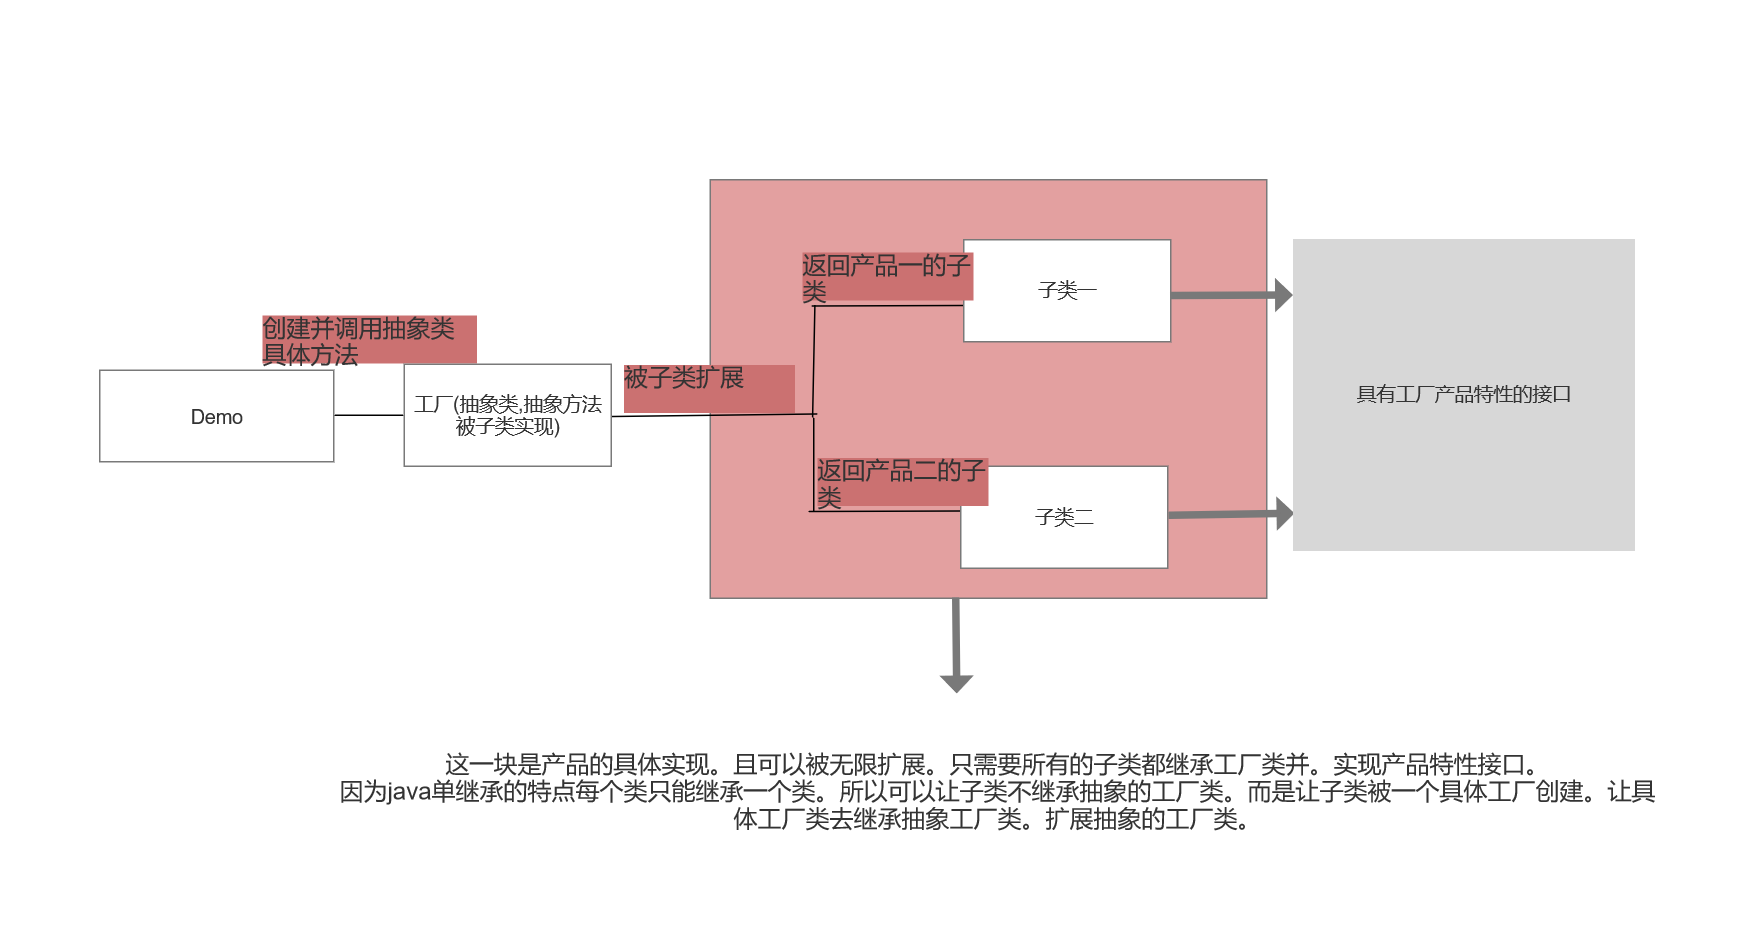 返回产品一的子
类
子类一
创建并调用抽象类
具体方法
被子类扩展
Demo
工厂(抽象类,抽象方法
被子类实现)
具有工厂产品特性的接口
返回产品二的子
类
子类二
这一块是产品的具体实现。且可以被无限扩展。只需要所有的子类都继承工厂类并。实现产品特性接口。
因为java单继承的特点每个类只能继承一个类。所以可以让子类不继承抽象的工厂类。而是让子类被一个具体工厂创建。让具
体工厂类去继承抽象工厂类。扩展抽象的工厂类。